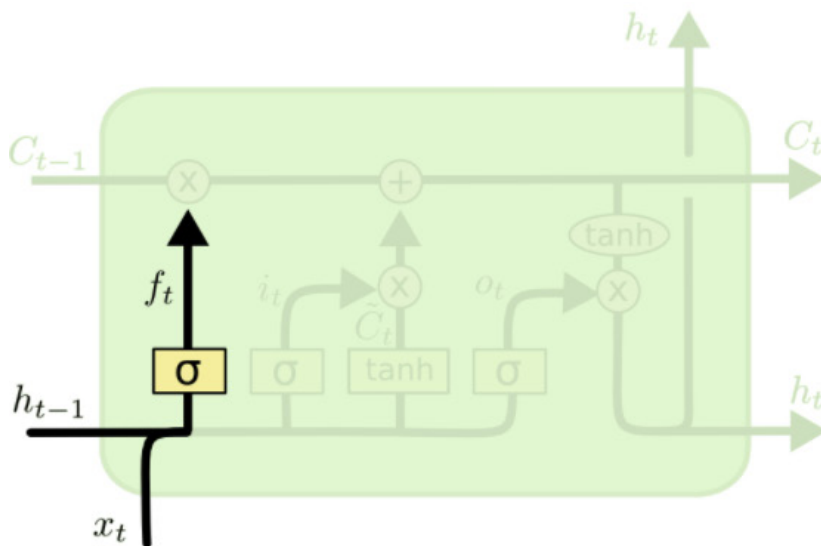 h_t
C_{t-1}
C_t
×
+
tanh
f_t
i_t
×
o_t
×
C̃_t
σ
σ
tanh
σ
h_{t-1}
h_t
x_t